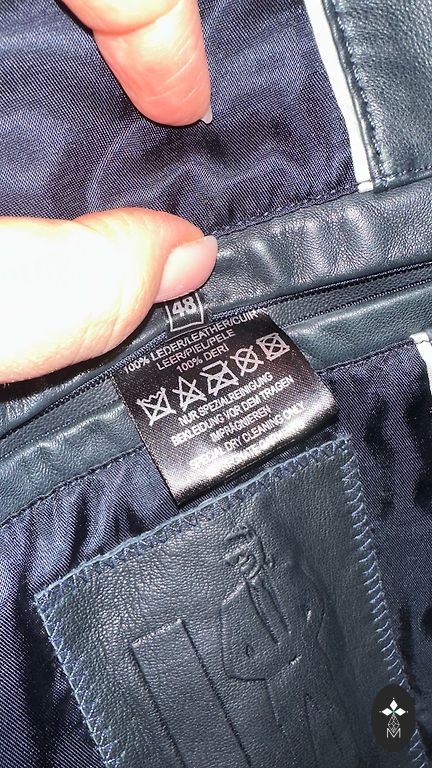 48
100% LEDER/LEATHER/CUIR
LEER/PIEL/PELE
100% DERI
NUR SPEZIALREINIGUNG
BEKLEIDUNG VOR DEM TRAGEN
IMPRÄGNIEREN
SPECIAL DRY CLEANING ONLY
M